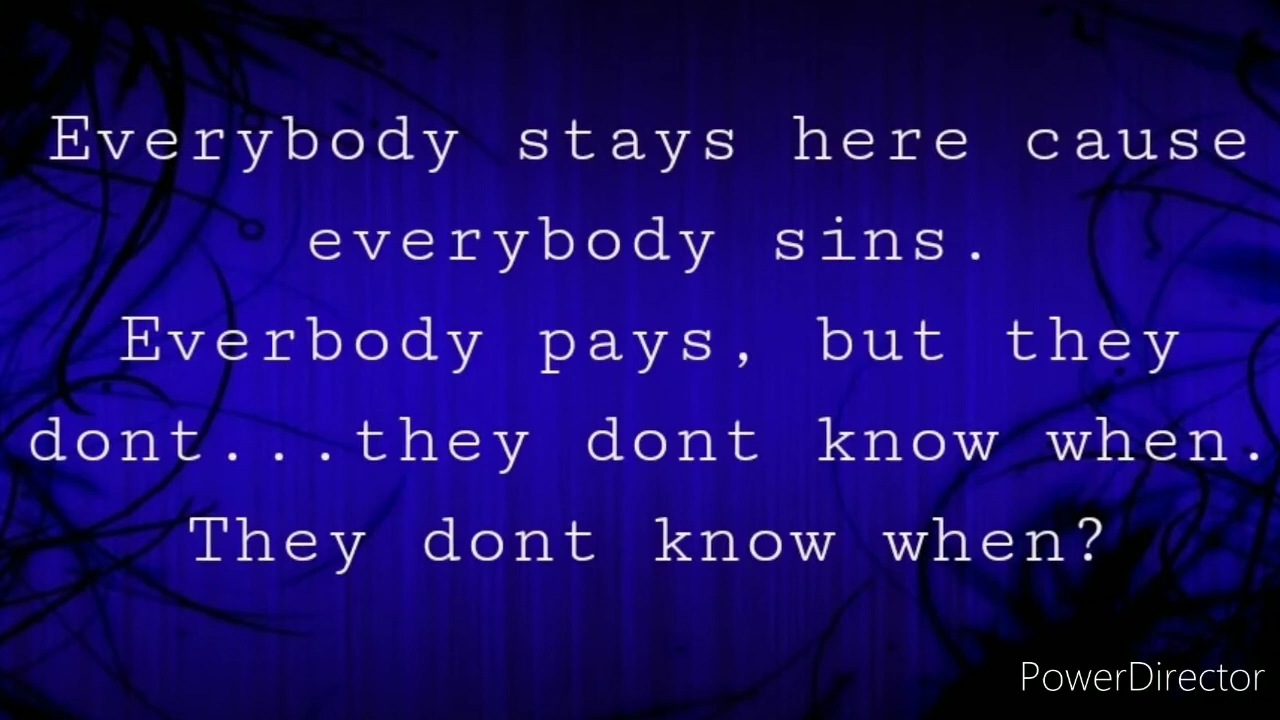 Everybody stays here cause
everybody sins.
Everbody pays, but they
dont...they dont know when.
They dont know when?
PowerDirector